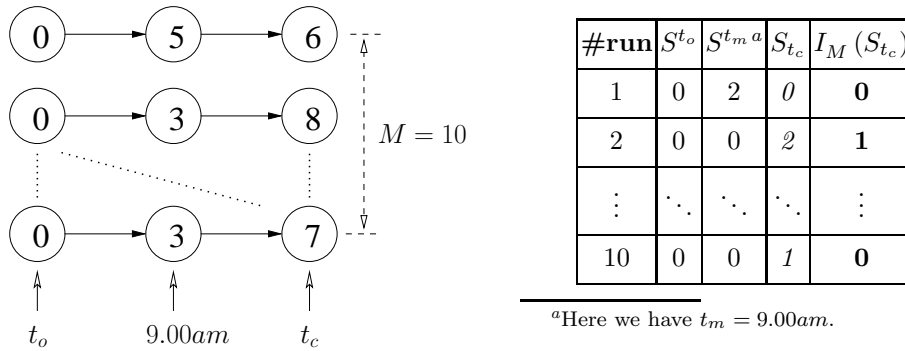 0 5 6
0 3 8
M = 10
0 3 7
t_o 9.00am t_c
#run S^{t_o} S^{t_m a} S_{t_c} I_M (S_{t_c})
1 0 2 0 0
2 0 0 2 1
⋮ ⋱ ⋱ ⋱ ⋮
10 0 0 1 0
^aHere we have t_m = 9.00am.